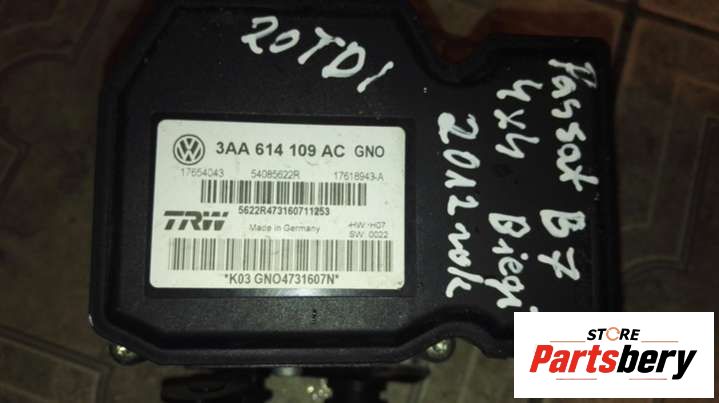 20TDI
3AA 614 109 AC GNO
17654043 54085622R 17618943-A
5622R473160711253
TRW Made in Germany HW: H07
SW: 0022
*K03 GNO4731607N*
Passat B7
4x4 Biegi
2012 rok
STORE
Partsbery